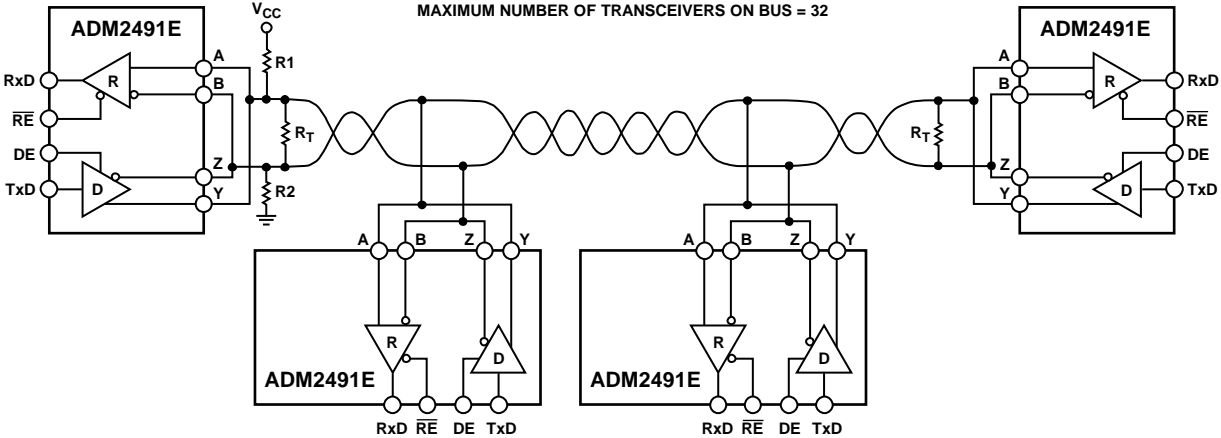 MAXIMUM NUMBER OF TRANSCEIVERS ON BUS = 32
ADM2491E
VCC
R1
A
B
RxD
R
RE
RT
DE
Z
TxD
D
Y
R2
ADM2491E
A
B
R
RxD
RE
RT
DE
Z
Y
D
TxD
A
B
Z
Y
R
D
ADM2491E
RxD
RE
DE
TxD
A
B
Z
Y
R
D
ADM2491E
RxD
RE
DE
TxD